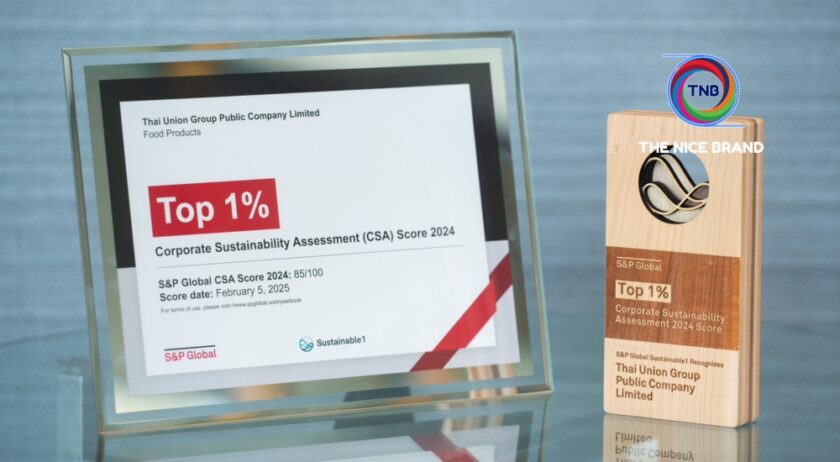 Thai Union Group Public Company Limited
Food Products
Top 1%
Corporate Sustainability Assessment (CSA) Score 2024
S&P Global CSA Score 2024: 85/100
Score date: February 5, 2025
For terms of use, please visit www.spglobal.com/yearbook
S&P Global
Sustainable1
TNB
THE NICE BRAND
S&P Global
Top 1%
Corporate Sustainability
Assessment 2024 Score
S&P Global Sustainable1 Recognizes
Thai Union Group
Public Company
Limited